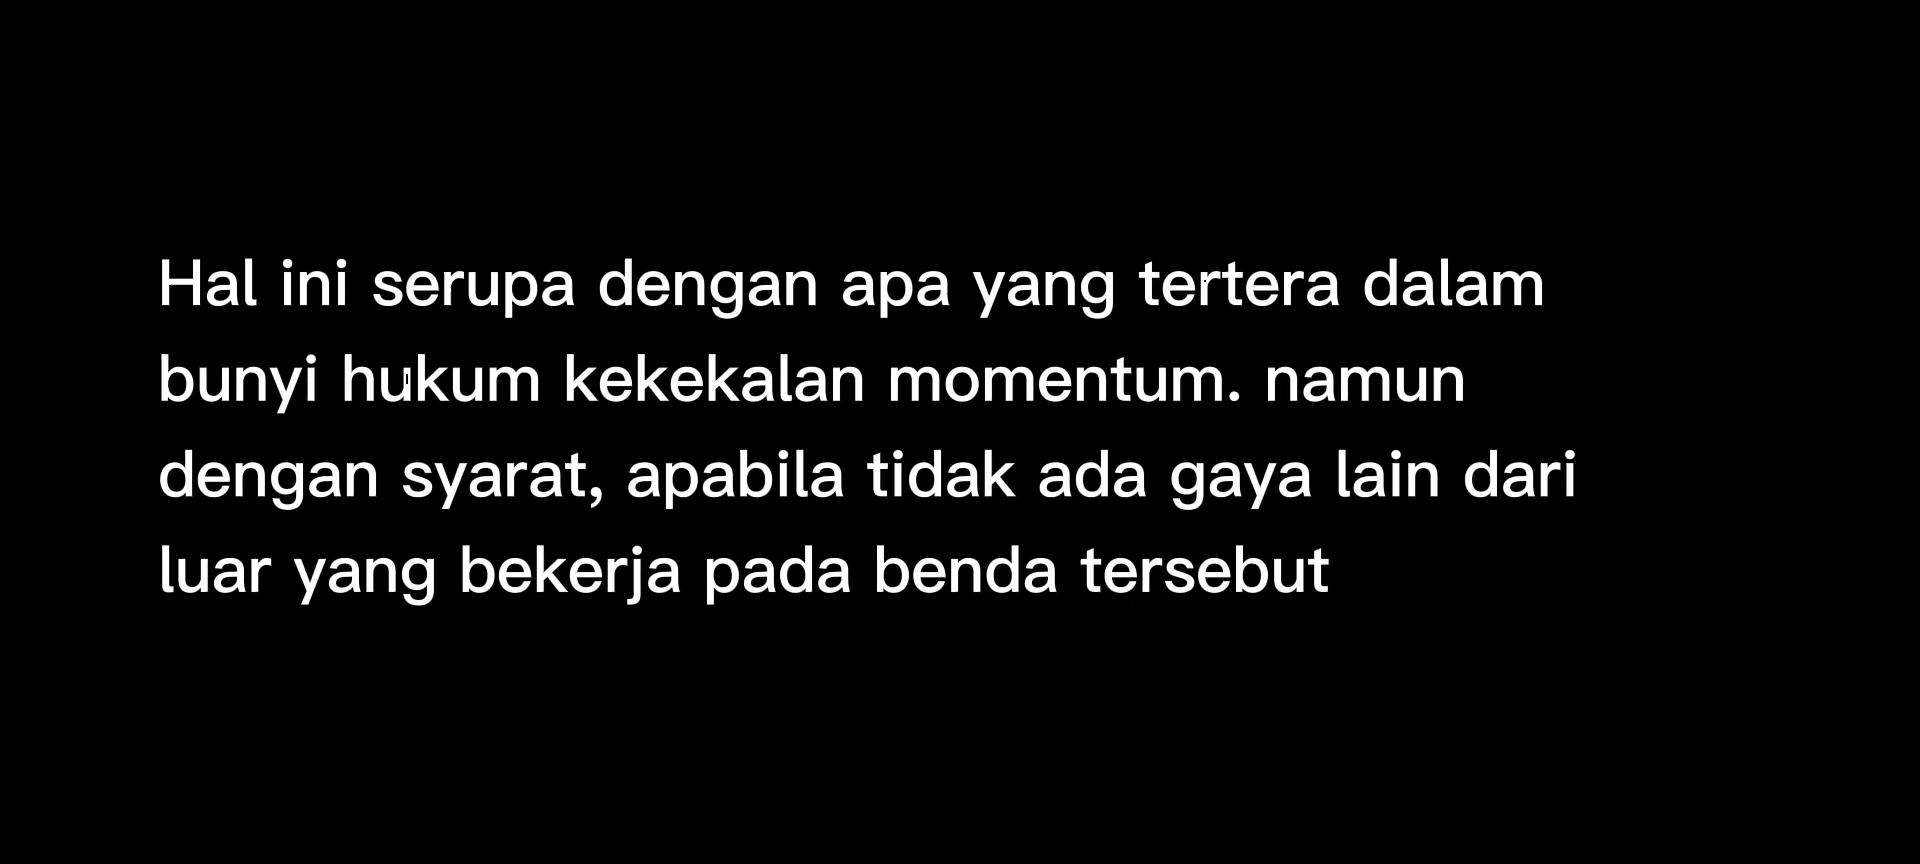 Hal ini serupa dengan apa yang tertera dalam
bunyi hukum kekekalan momentum. namun
dengan syarat, apabila tidak ada gaya lain dari
luar yang bekerja pada benda tersebut